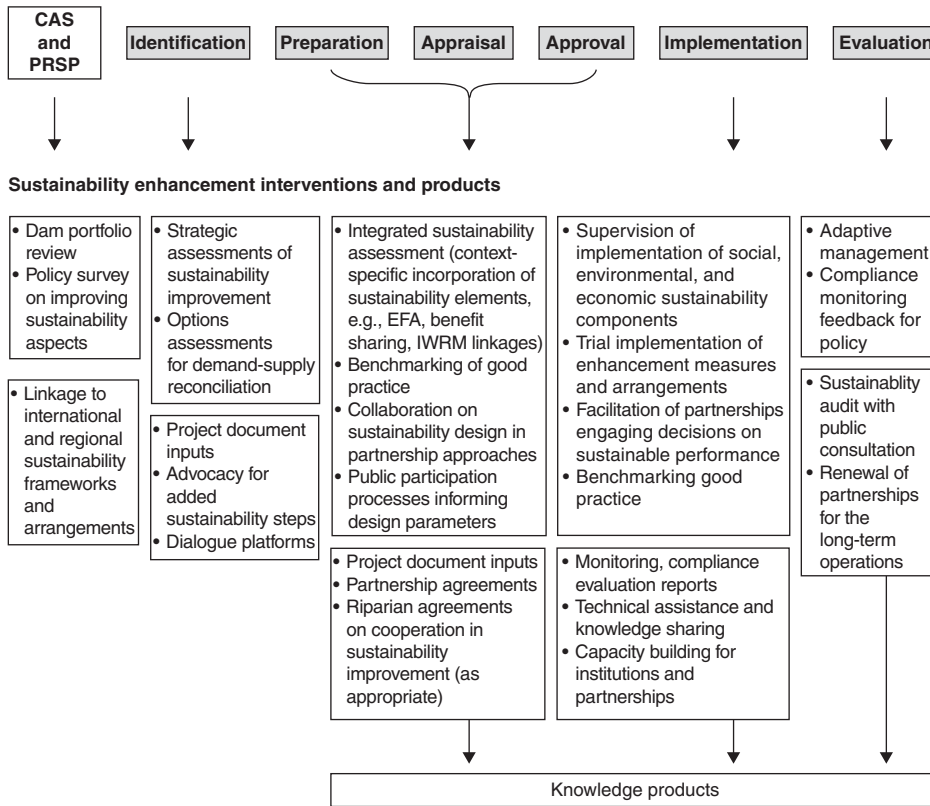 CAS
and
PRSP
Identification
Preparation
Appraisal
Approval
Implementation
Evaluation
Sustainability enhancement interventions and products
• Dam portfolio
review
• Policy survey
on improving
sustainability
aspects
• Linkage to
international
and regional
sustainability
frameworks
and
arrangements
• Strategic
assessments of
sustainability
improvement
• Options
assessments
for demand-supply
reconciliation
• Project document
inputs
• Advocacy for
added
sustainability steps
• Dialogue platforms
• Integrated sustainability
assessment (context-
specific incorporation of
sustainability elements,
e.g., EFA, benefit
sharing, IWRM linkages)
• Benchmarking of good
practice
• Collaboration on
sustainability design in
partnership approaches
• Public participation
processes informing
design parameters
• Project document inputs
• Partnership agreements
• Riparian agreements
on cooperation in
sustainability
improvement (as
appropriate)
• Supervision of
implementation of social,
environmental, and
economic sustainability
components
• Trial implementation of
enhancement measures
and arrangements
• Facilitation of partnerships
engaging decisions on
sustainable performance
• Benchmarking good
practice
• Monitoring, compliance
evaluation reports
• Technical assistance and
knowledge sharing
• Capacity building for
institutions and
partnerships
• Adaptive
management
• Compliance
monitoring
feedback for
policy
• Sustainablity
audit with
public
consultation
• Renewal of
partnerships
for the
long-term
operations
Knowledge products